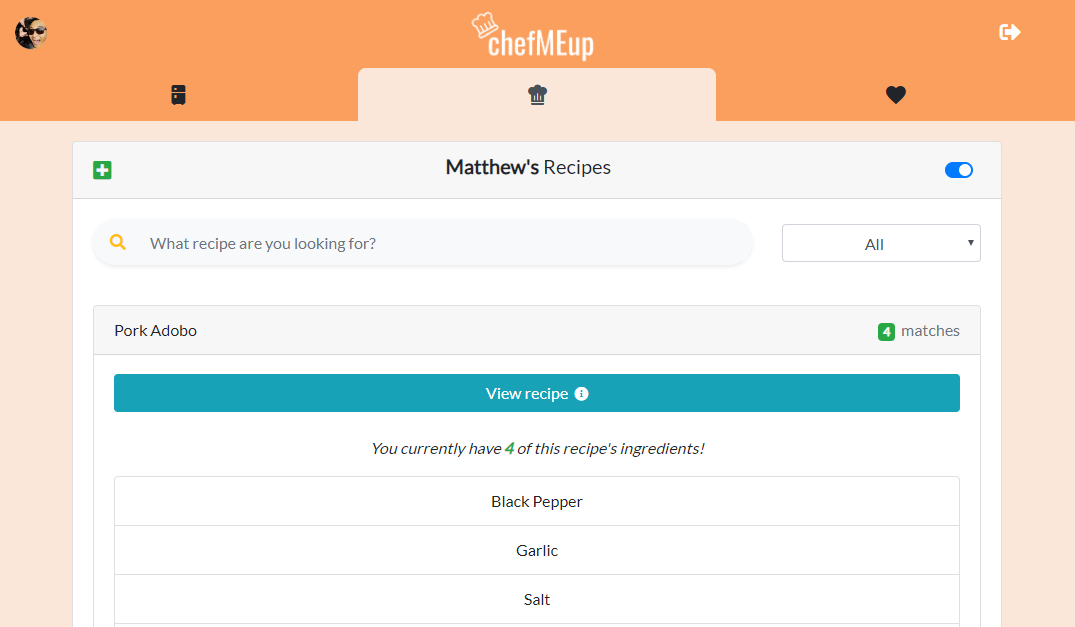 chefMEup
Matthew's Recipes
What recipe are you looking for?
All
Pork Adobo
4 matches
View recipe
You currently have 4 of this recipe's ingredients!
Black Pepper
Garlic
Salt